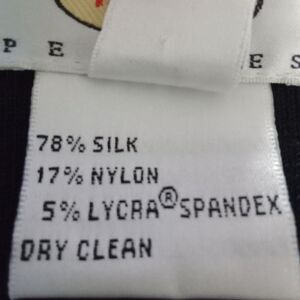 P E E S
78% SILK
17% NYLON
5% LYCRA® SPANDEX
DRY CLEAN